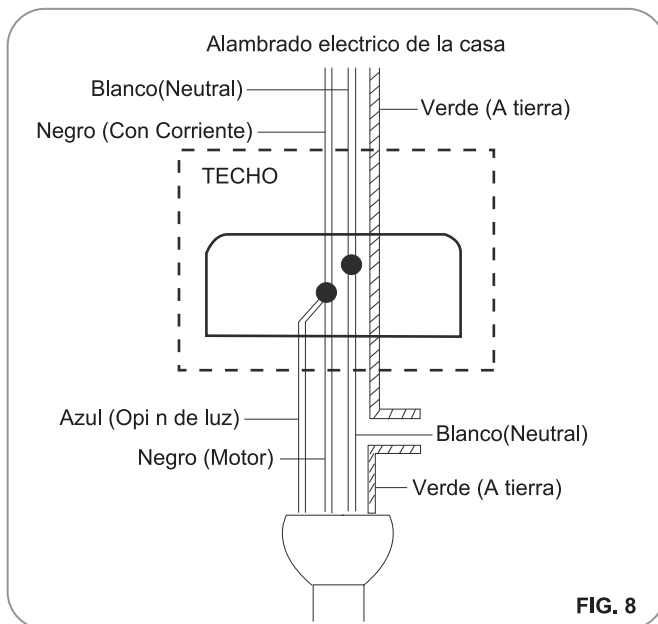 Alambrado electrico de la casa
Blanco(Neutral)
Verde (A tierra)
Negro (Con Corriente)
TECHO
Azul (Opi n de luz)
Blanco(Neutral)
Negro (Motor)
Verde (A tierra)
FIG. 8